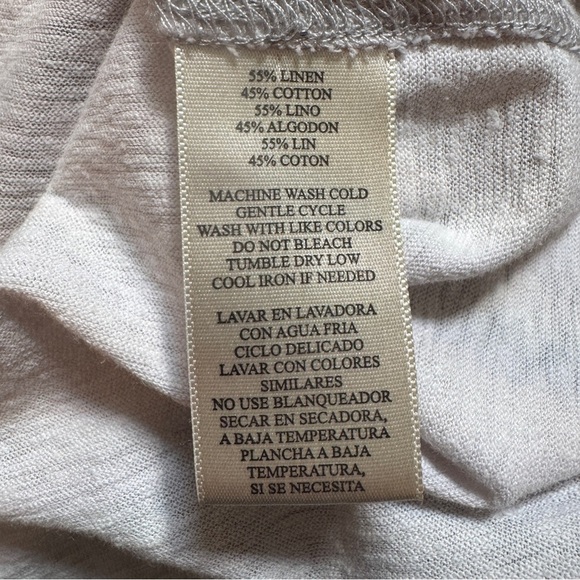 55% LINEN
45% COTTON
55% LINO
45% ALGODON
55% LIN
45% COTON
MACHINE WASH COLD
GENTLE CYCLE
WASH WITH LIKE COLORS
DO NOT BLEACH
TUMBLE DRY LOW
COOL IRON IF NEEDED
LAVAR EN LAVADORA
CON AGUA FRIA
CICLO DELICADO
LAVAR CON COLORES
SIMILARES
NO USE BLANQUEADOR
SECAR EN SECADORA,
A BAJA TEMPERATURA
PLANCHA A BAJA
TEMPERATURA,
SI SE NECESITA